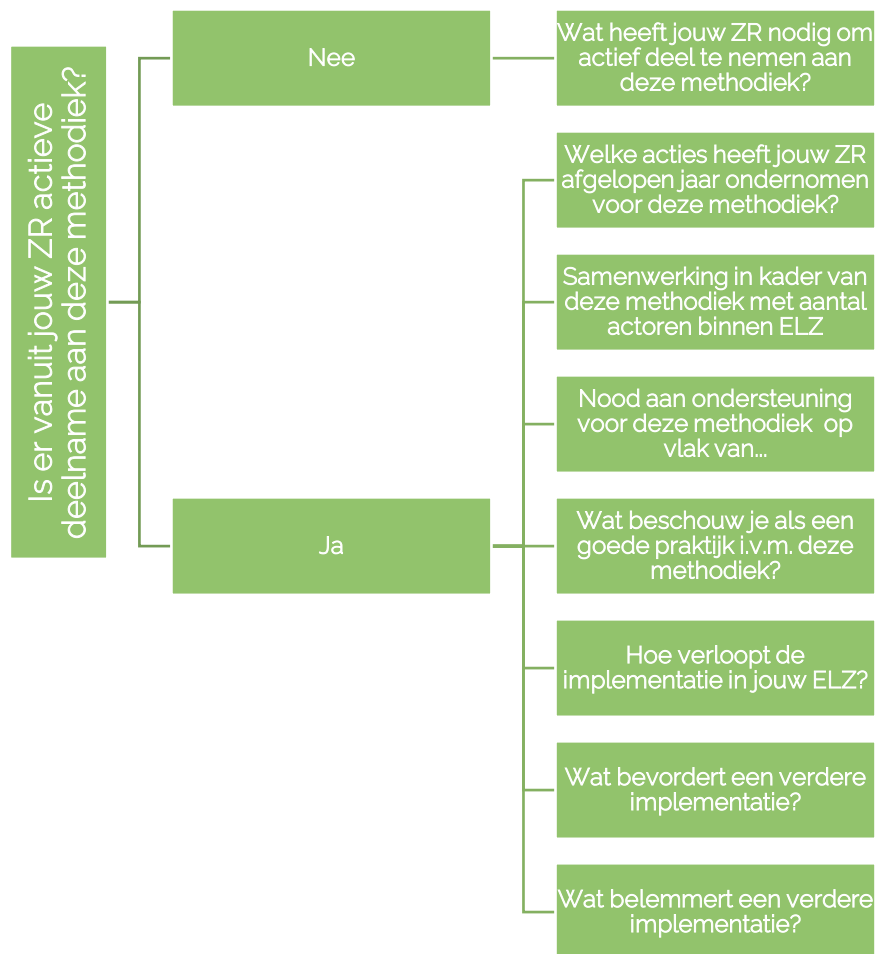 Is er vanuit jouw ZR actieve
deelname aan deze methodiek?
Nee
Wat heeft jouw ZR nodig om
actief deel te nemen aan
deze methodiek?
Ja
Welke acties heeft jouw ZR
afgelopen jaar ondernomen
voor deze methodiek?
Samenwerking in kader van
deze methodiek met aantal
actoren binnen ELZ
Nood aan ondersteuning
voor deze methodiek  op
vlak van...
Wat beschouw je als een
goede praktijk i.v.m. deze
methodiek?
Hoe verloopt de
implementatie in jouw ELZ?
Wat bevordert een verdere
implementatie?
Wat belemmert een verdere
implementatie?